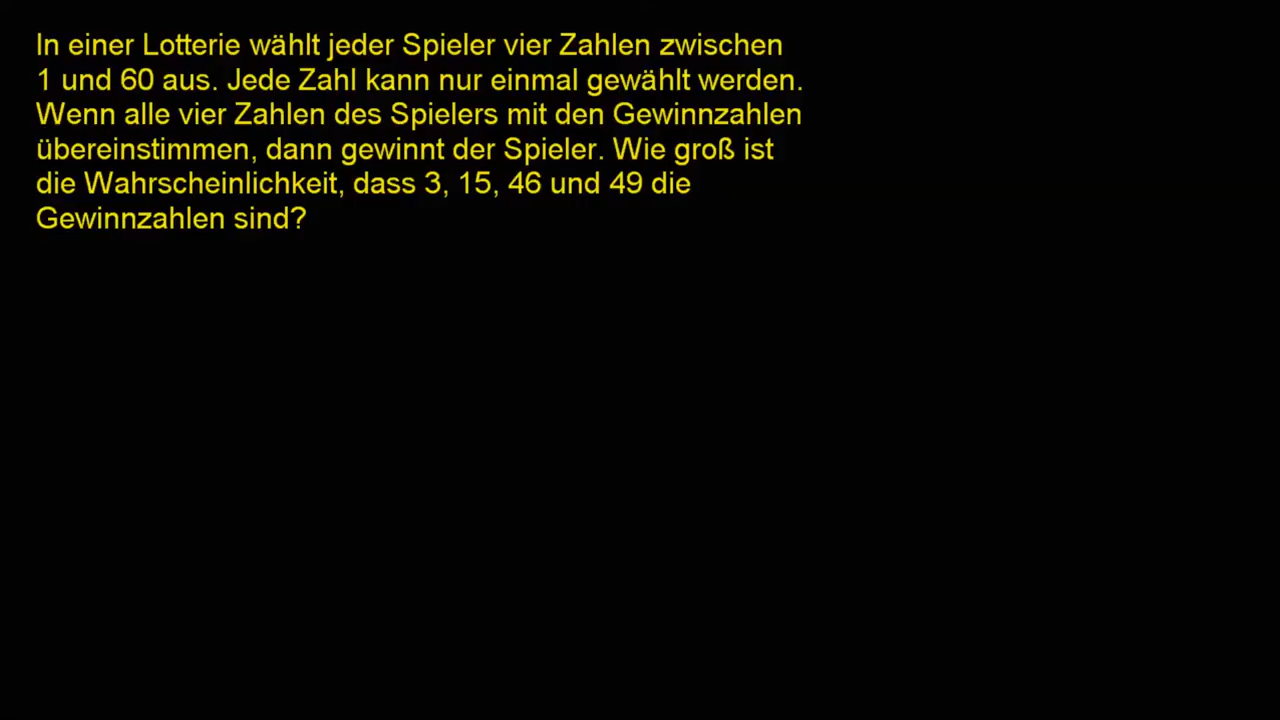 In einer Lotterie wählt jeder Spieler vier Zahlen zwischen
1 und 60 aus. Jede Zahl kann nur einmal gewählt werden.
Wenn alle vier Zahlen des Spielers mit den Gewinnzahlen
übereinstimmen, dann gewinnt der Spieler. Wie groß ist
die Wahrscheinlichkeit, dass 3, 15, 46 und 49 die
Gewinnzahlen sind?